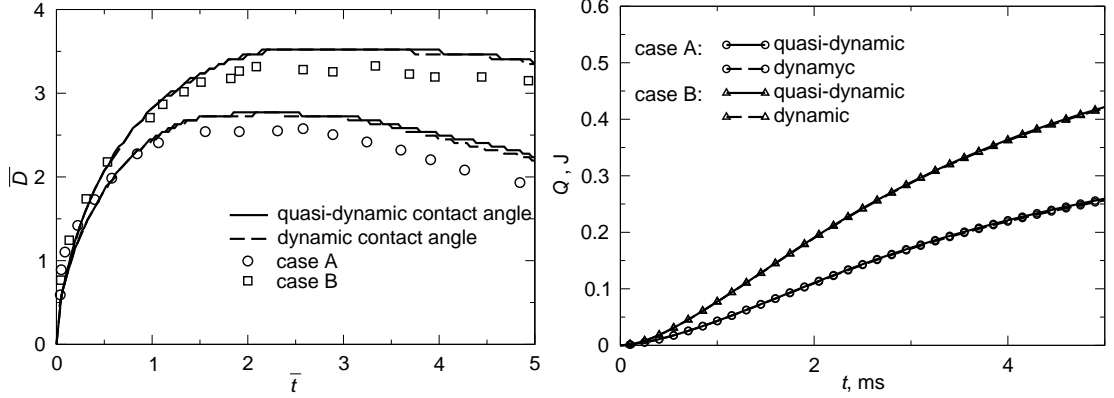 4
3
2
1
0
D
0
1
2
3
4
5
t
quasi-dynamic contact angle
dynamic contact angle
case A
case B
0.6
0.5
0.4
0.3
0.2
0.1
0
Q, J
case A: quasi-dynamic
dynamyc
case B: quasi-dynamic
dynamic
0
2
4
t, ms